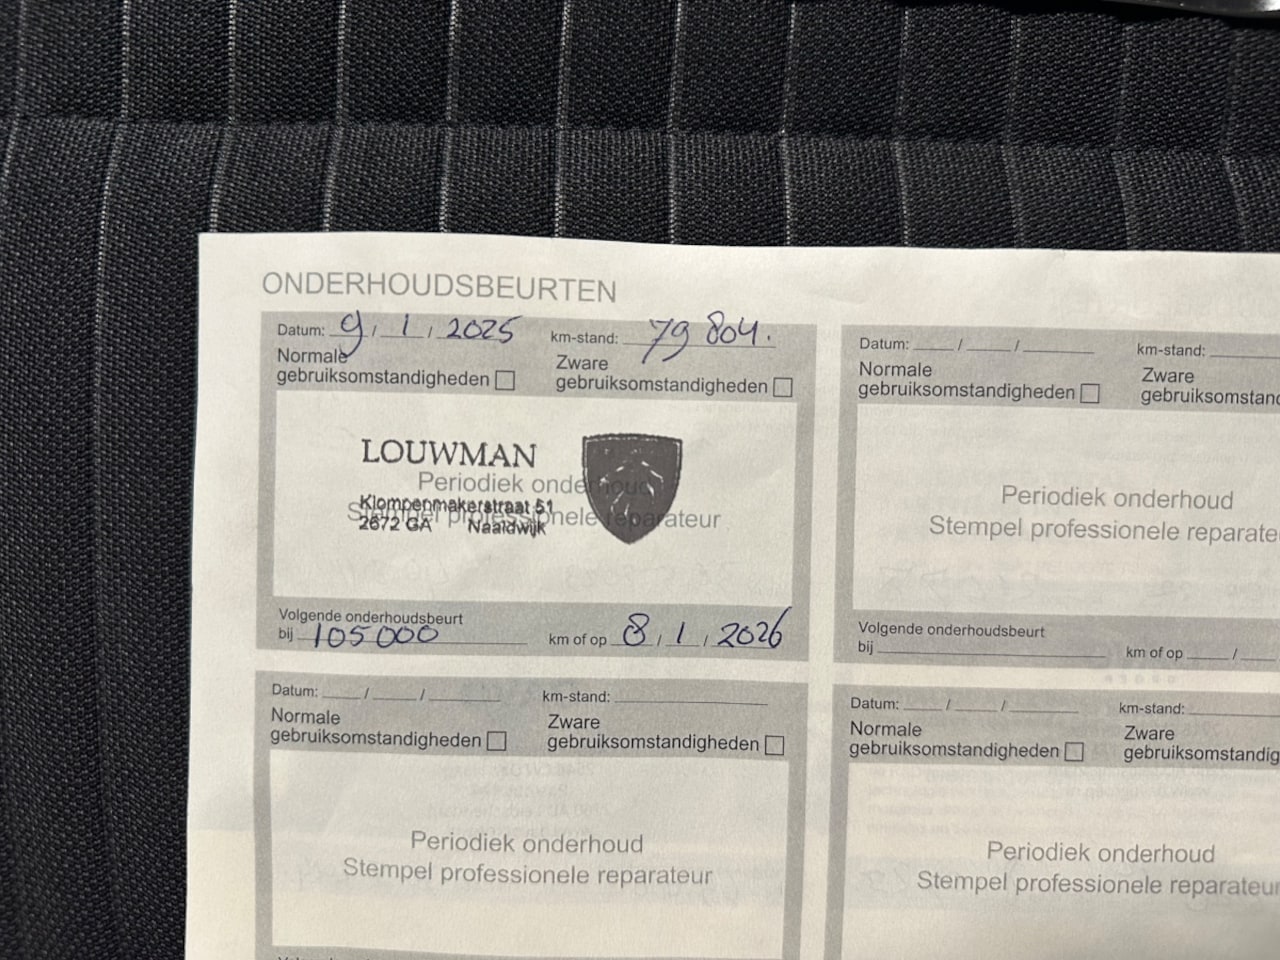 ONDERHOUDSBEURTEN
Datum: 9 / 1 / 2025 km-stand: 79 804.
Normale gebruiksomstandigheden
Zware gebruiksomstandigheden
LOUWMAN
Periodiek onderhoud
Klompenmakerstraat 51
Stempel professionele reparateur
2672 GA Naaldwijk
Volgende onderhoudsbeurt
bij 105000 km of op 8 / 1 / 2026
Datum: / / km-stand:
Normale gebruiksomstandigheden
Zware gebruiksomstand
Periodiek onderhoud
Stempel professionele reparate
Volgende onderhoudsbeurt
bij km of op /
Datum: / / km-stand:
Normale gebruiksomstandigheden
Zware gebruiksomstandigheden
Periodiek onderhoud
Stempel professionele reparateur
Datum: / / km-stand:
Normale gebruiksomstandigheden
Zware gebruiksomstandig
Periodiek onderhoud
Stempel professionele reparateur